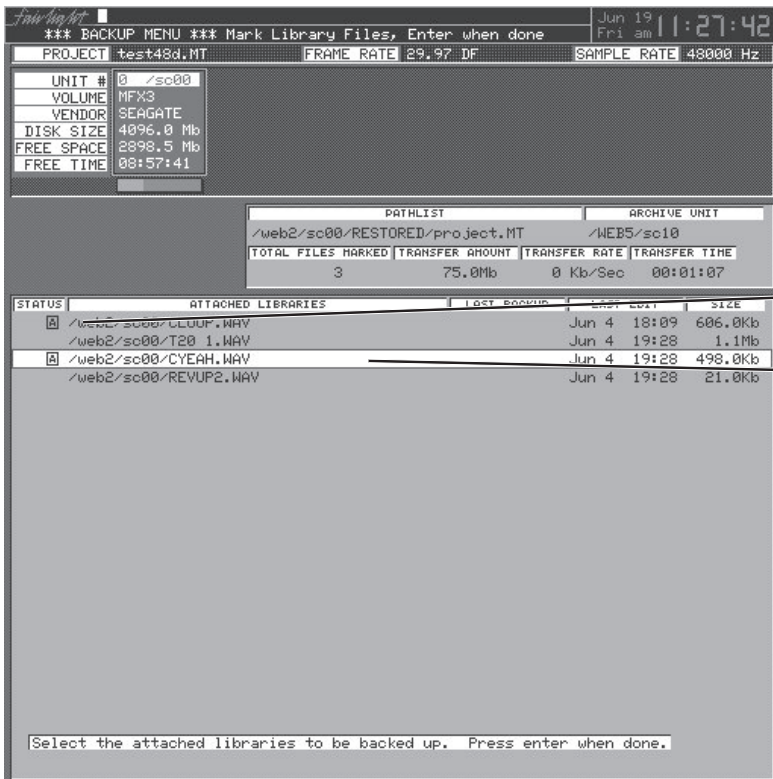 fairlight
Jun 19
Fri am 11:27:42
*** BACKUP MENU *** Mark Library Files, Enter when done
PROJECT test48d.MT FRAME RATE 29.97 DF SAMPLE RATE 48000 Hz
UNIT # 0 /sc00
VOLUME MFX3
VENDOR SEAGATE
DISK SIZE 4096.0 Mb
FREE SPACE 2898.5 Mb
FREE TIME 08:57:41
PATHLIST ARCHIVE UNIT
/web2/sc00/RESTORED/project.MT /WEB5/sc10
TOTAL FILES MARKED TRANSFER AMOUNT TRANSFER RATE TRANSFER TIME
3 75.0Mb 0 Kb/Sec 00:01:07
STATUS ATTACHED LIBRARIES LAST BACKUP LAST EDIT SIZE
A /web2/sc00/CLOOP.WAV Jun 4 18:09 606.0Kb
/web2/sc00/T20 1.WAV Jun 4 19:28 1.1Mb
A /web2/sc00/CYEAH.WAV Jun 4 19:28 498.0Kb
/web2/sc00/REVUP2.WAV Jun 4 19:28 21.0Kb
Select the attached libraries to be backed up. Press enter when done.